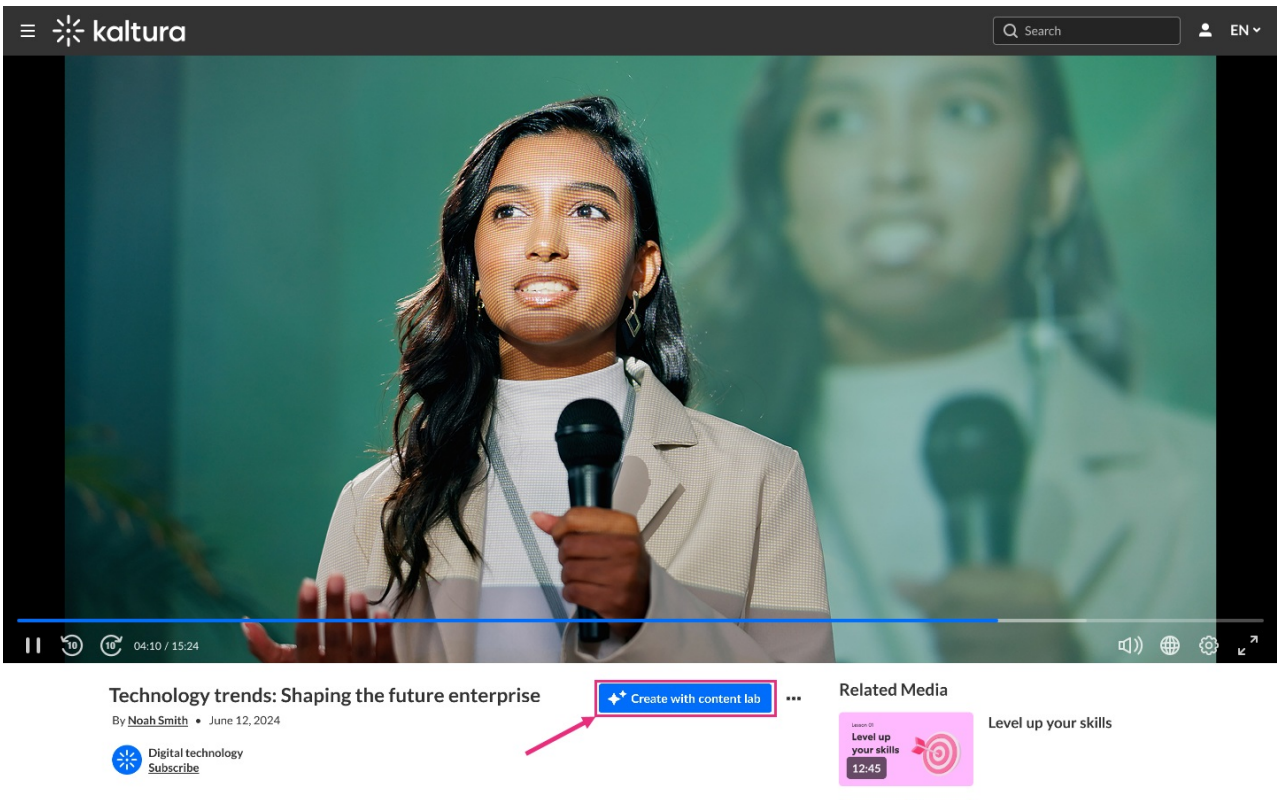 kaltura
Search
EN
10
10
04:10 / 15:24
Technology trends: Shaping the future enterprise
Create with content lab
By Noah Smith • June 12, 2024
Digital technology
Subscribe
Related Media
Lesson 01
Level up
your skills
12:45
Level up your skills